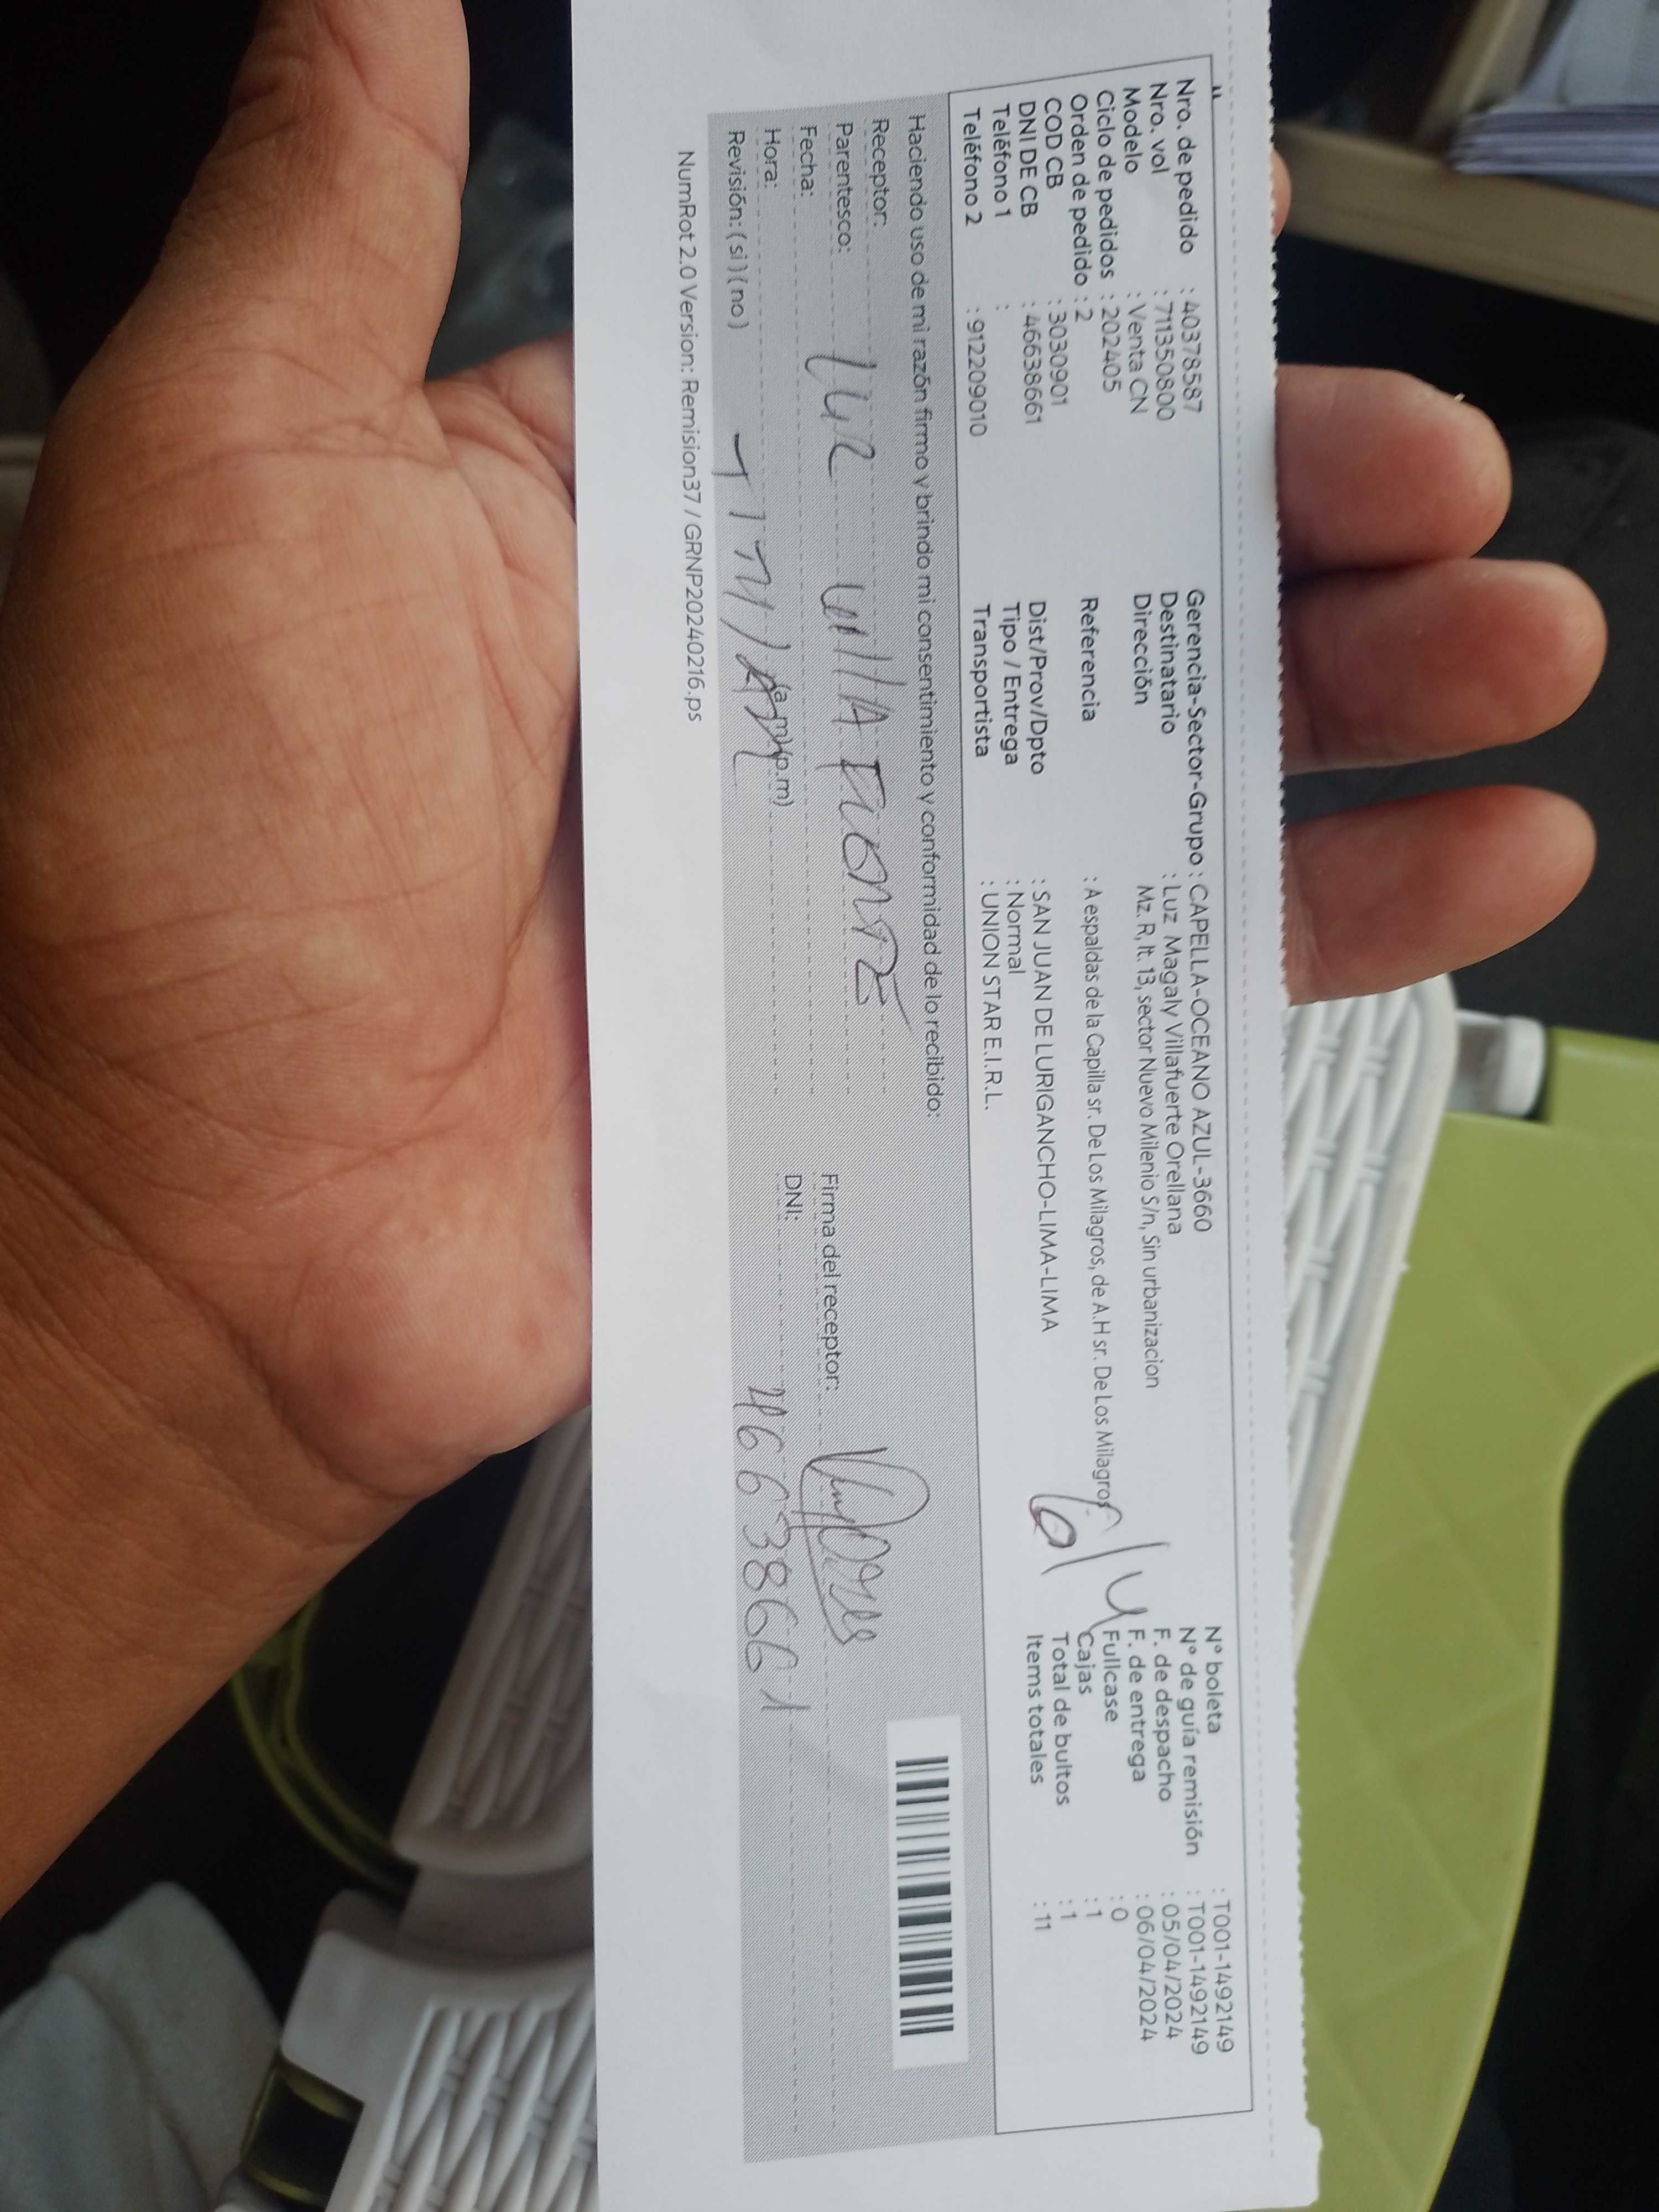 Nro. de pedido : 40378587
Nro. vol : 711350800
Modelo : Venta CN
Ciclo de pedidos : 202405
Orden de pedido : 2
COD CB : 3030901
DNI DE CB : 46638661
Teléfono 1 :
Teléfono 2 : 912209010
Gerencia-Sector-Grupo : CAPELLA-OCEANO AZUL-3660
Destinatario : Luz Magaly Villafuerte Orellana
Dirección Mz. R, lt. 13, sector Nuevo Milenio S/n, Sin urbanizacion
Referencia : A espaldas de la Capilla sr. De Los Milagros, de A.H sr. De Los Milagros
Dist/Prov/Dpto : SAN JUAN DE LURIGANCHO-LIMA-LIMA
Tipo / Entrega : Normal
Transportista : UNION STAR E.I.R.L.
N° boleta : T001-1492149
N° de guía remisión : T001-1492149
F. de despacho : 05/04/2024
F. de entrega : 06/04/2024
Fullcase : 0
Cajas : 1
Total de bultos : 1
Items totales : 11
Haciendo uso de mi razón firmo y brindo mi consentimiento y conformidad de lo recibido:
Receptor:
Parentesco: Luz Villa Fuerte
Fecha:
Hora: (a.m)(p.m)
Revisión: ( si ) ( no )
Firma del receptor:
DNI: 46638661
NumRot 2.0 Version: Remision37 / GRNP20240216.ps